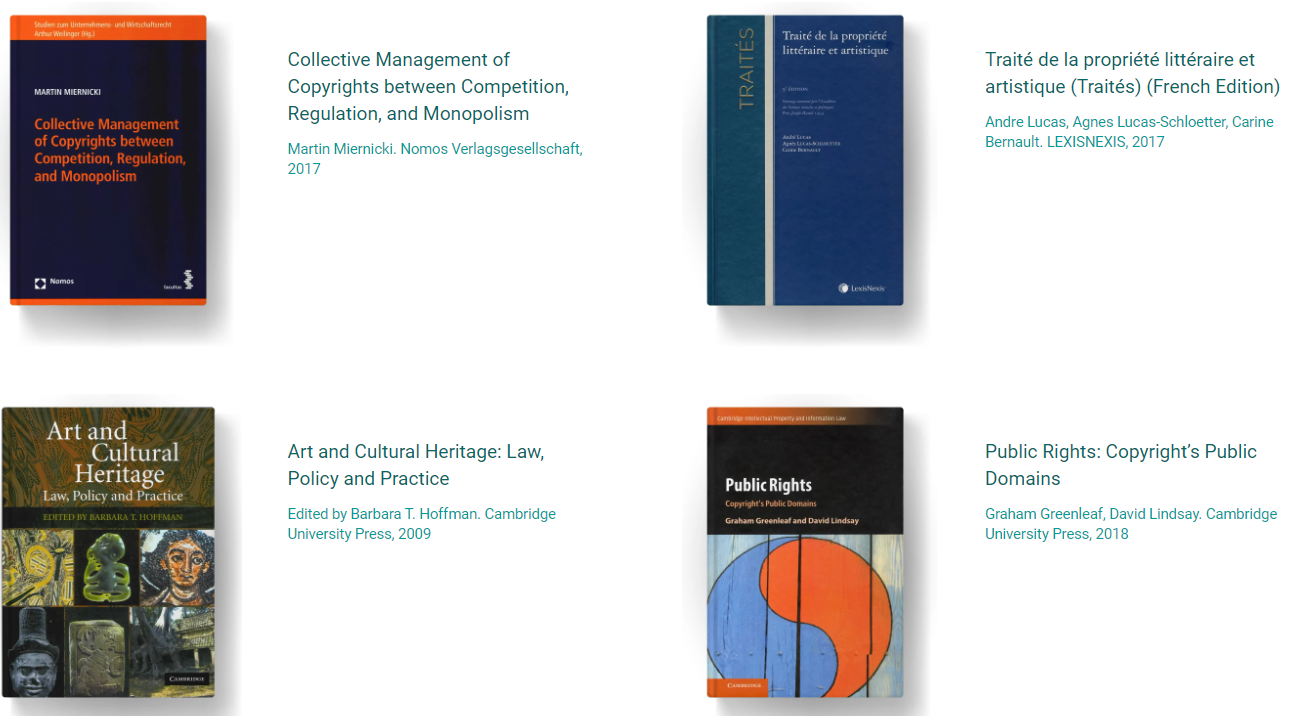 Studien zum Unternehmens- und Wirtschaftsrecht
Arthur Weilinger (Hg.)
MARTIN MIERNICKI
Collective Management
of Copyrights between
Competition, Regulation,
and Monopolism
Nomos
facultas
Collective Management of
Copyrights between Competition,
Regulation, and Monopolism
Martin Miernicki. Nomos Verlagsgesellschaft,
2017
TRAITÉS
Traité de la propriété
littéraire et artistique
André Lucas
Agnès Lucas-Schloetter
Carine Bernault
LexisNexis
Traité de la propriété littéraire et
artistique (Traités) (French Edition)
Andre Lucas, Agnes Lucas-Schloetter, Carine
Bernault. LEXISNEXIS, 2017
Art and
Cultural
Heritage
Law, Policy and Practice
EDITED BY BARBARA T. HOFFMAN
CAMBRIDGE
Art and Cultural Heritage: Law,
Policy and Practice
Edited by Barbara T. Hoffman. Cambridge
University Press, 2009
Cambridge Intellectual Property and Information Law
Public Rights
Copyright's Public Domains
Graham Greenleaf and David Lindsay
CAMBRIDGE
Public Rights: Copyright’s Public
Domains
Graham Greenleaf, David Lindsay. Cambridge
University Press, 2018